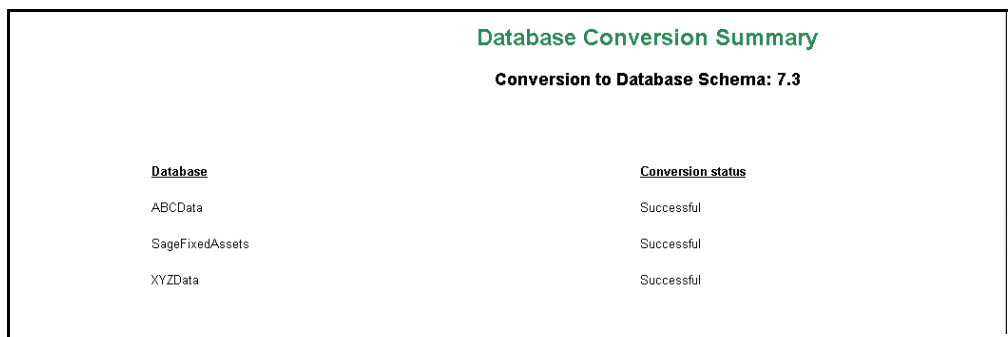 Database Conversion Summary
Conversion to Database Schema: 7.3
Database Conversion status
ABCData Successful
SageFixedAssets Successful
XYZData Successful